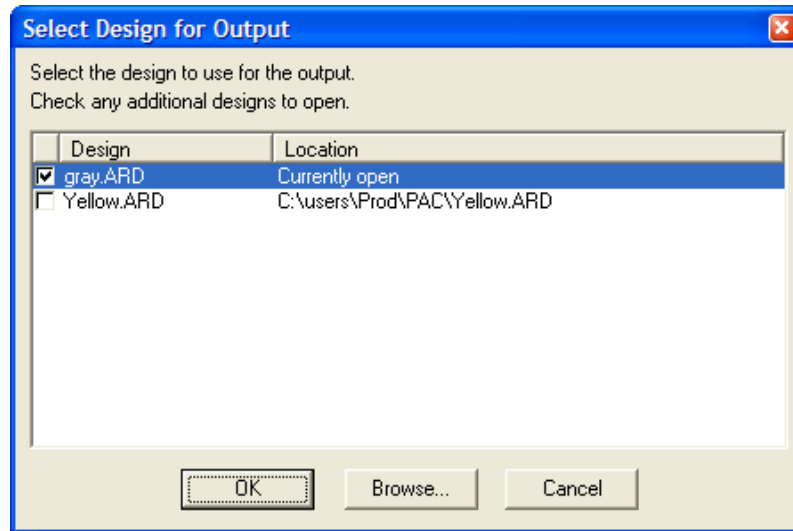 Select Design for Output
Select the design to use for the output.
Check any additional designs to open.
Design Location
gray.ARD Currently open
Yellow.ARD C:\users\Prod\PAC\Yellow.ARD
OK Browse... Cancel